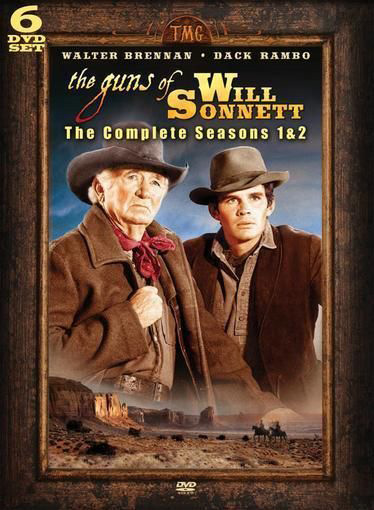 6
DVD
SET
TMG
WALTER BRENNAN • DACK RAMBO
the guns of
WILL
SONNETT
The Complete Seasons 1&2
DVD
VIDEO